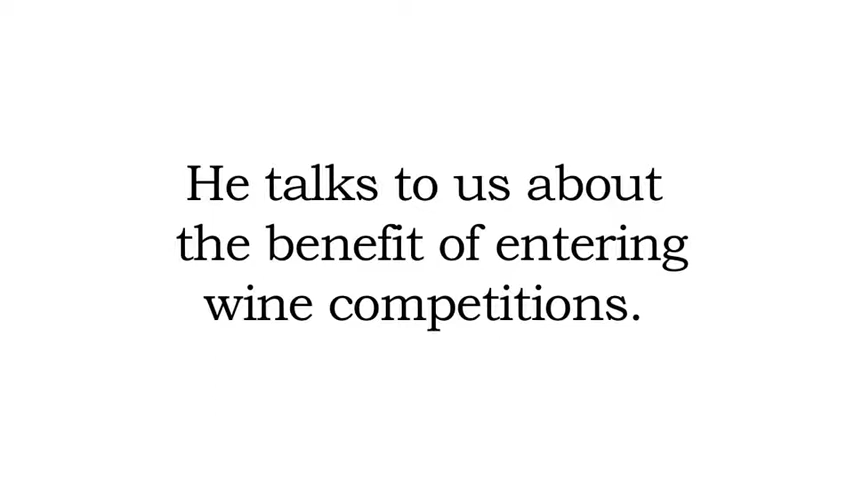 He talks to us about
the benefit of entering
wine competitions.